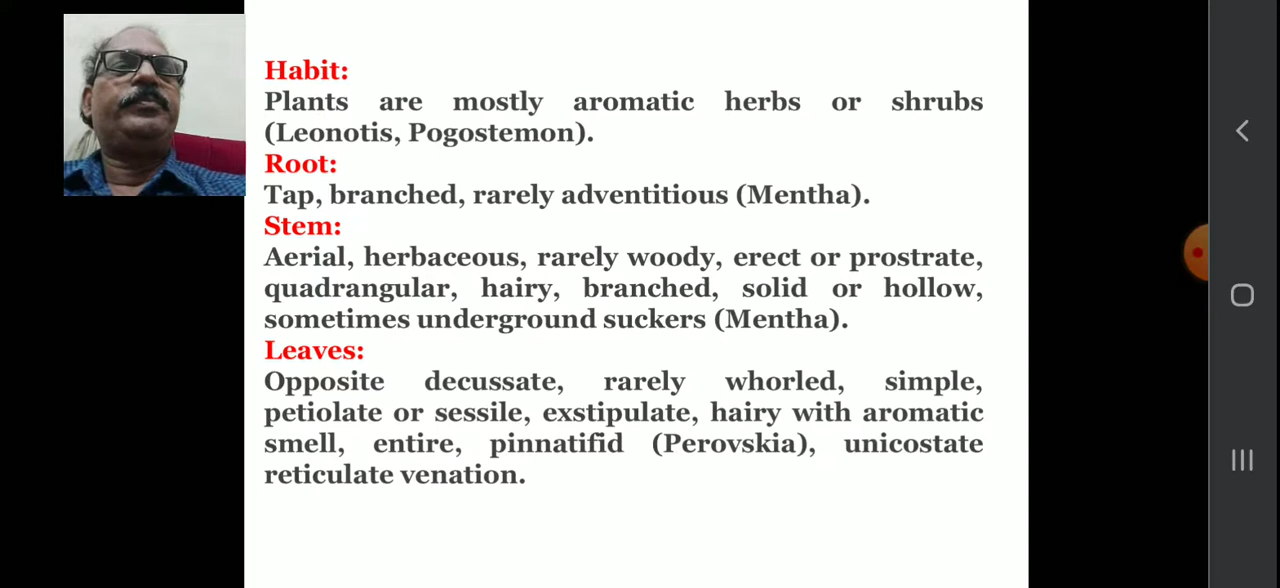 Habit:
Plants are mostly aromatic herbs or shrubs
(Leonotis, Pogostemon).
Root:
Tap, branched, rarely adventitious (Mentha).
Stem:
Aerial, herbaceous, rarely woody, erect or prostrate,
quadrangular, hairy, branched, solid or hollow,
sometimes underground suckers (Mentha).
Leaves:
Opposite decussate, rarely whorled, simple,
petiolate or sessile, exstipulate, hairy with aromatic
smell, entire, pinnatifid (Perovskia), unicostate
reticulate venation.